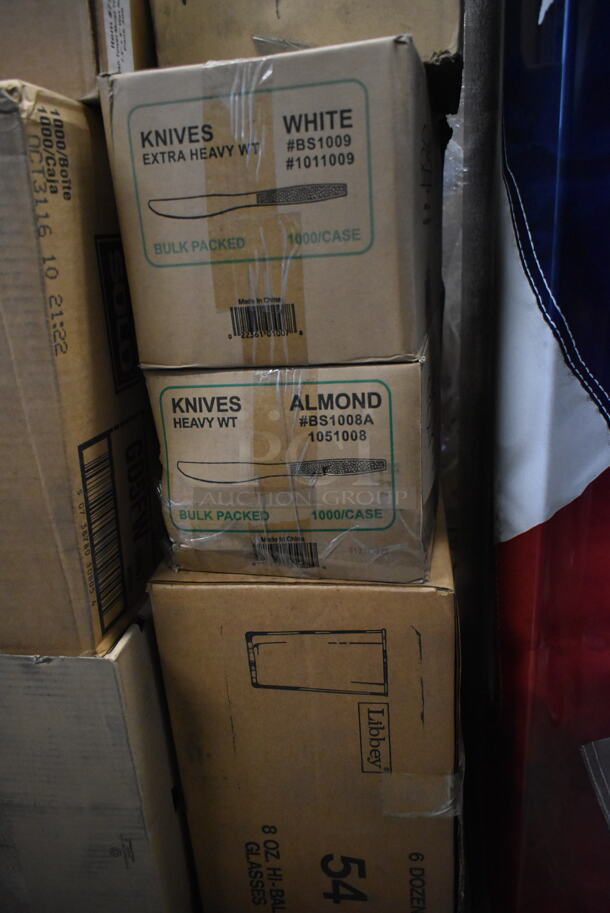 KNIVES
EXTRA HEAVY WT
WHITE
#BS1009
#1011009
BULK PACKED
1000/CASE
Made In China
KNIVES
HEAVY WT
ALMOND
#BS1008A
1051008
BULK PACKED
1000/CASE
Made In China
AUCTION GROUP
1000/Boite
1000/Caja
OCT3116 10 21:22
SOLO
Libbey
8 OZ HI-BAL
GLASSES
54
6 DOZEN